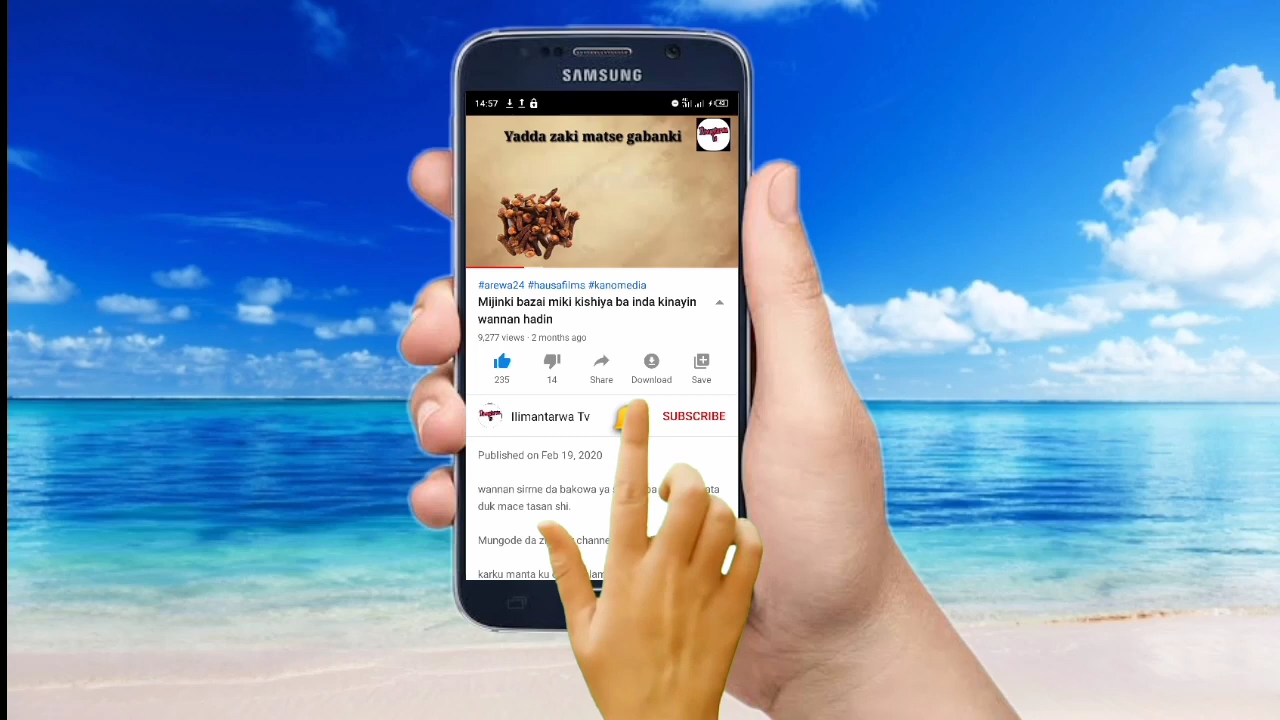 SAMSUNG
14:57
Yadda zaki matse gabanki
#arewa24 #hausafilms #kanomedia
Mijinki bazai miki kishiya ba inda kinayin
wannan hadin
9,277 views · 2 months ago
235 14 Share Download Save
Ilimantarwa Tv SUBSCRIBE
Published on Feb 19, 2020
wannan sirrne da bakowa ya
duk mace tasan shi.
Mungode da
karku manta ku